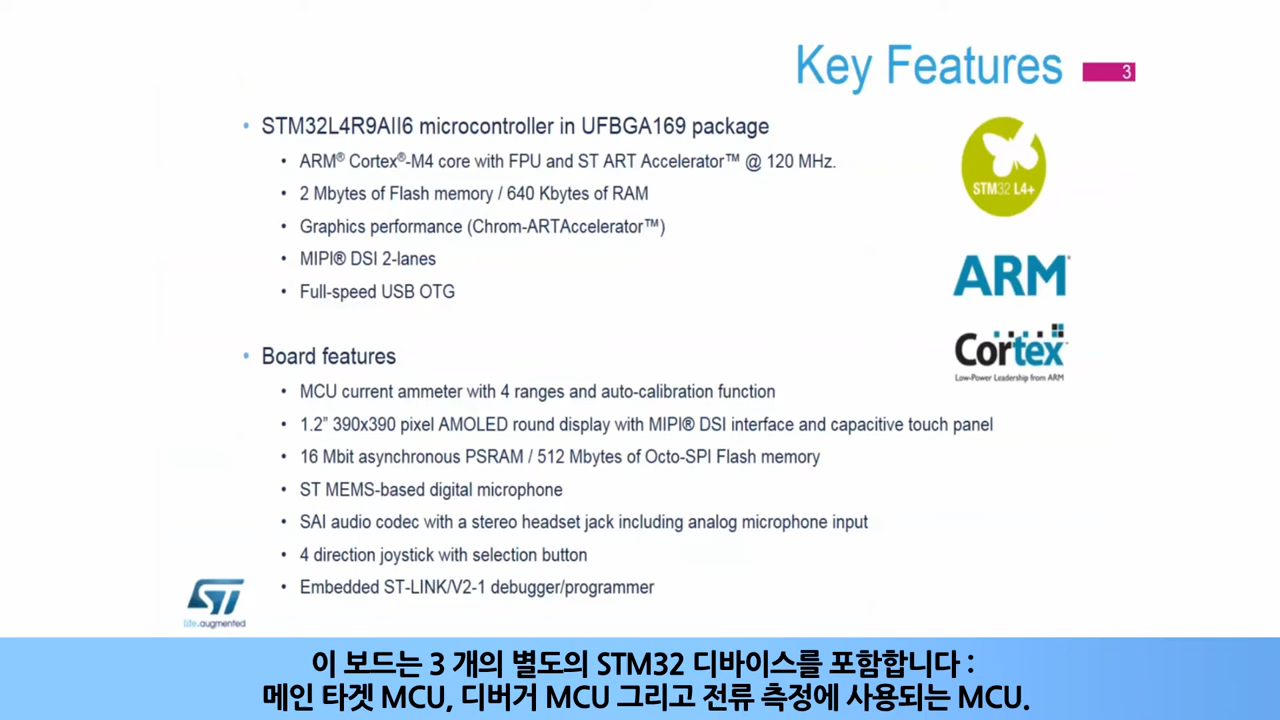 Key Features
3
• STM32L4R9AII6 microcontroller in UFBGA169 package
• ARM® Cortex®-M4 core with FPU and ST ART Accelerator™ @ 120 MHz.
• 2 Mbytes of Flash memory / 640 Kbytes of RAM
• Graphics performance (Chrom-ARTAccelerator™)
• MIPI® DSI 2-lanes
• Full-speed USB OTG
STM32 L4+
ARM®
Cortex™
Low-Power Leadership from ARM
• Board features
• MCU current ammeter with 4 ranges and auto-calibration function
• 1.2” 390x390 pixel AMOLED round display with MIPI® DSI interface and capacitive touch panel
• 16 Mbit asynchronous PSRAM / 512 Mbytes of Octo-SPI Flash memory
• ST MEMS-based digital microphone
• SAI audio codec with a stereo headset jack including analog microphone input
• 4 direction joystick with selection button
• Embedded ST-LINK/V2-1 debugger/programmer
ST
life.augmented
이 보드는 3 개의 별도의 STM32 디바이스를 포함합니다 :
메인 타겟 MCU, 디버거 MCU 그리고 전류 측정에 사용되는 MCU.